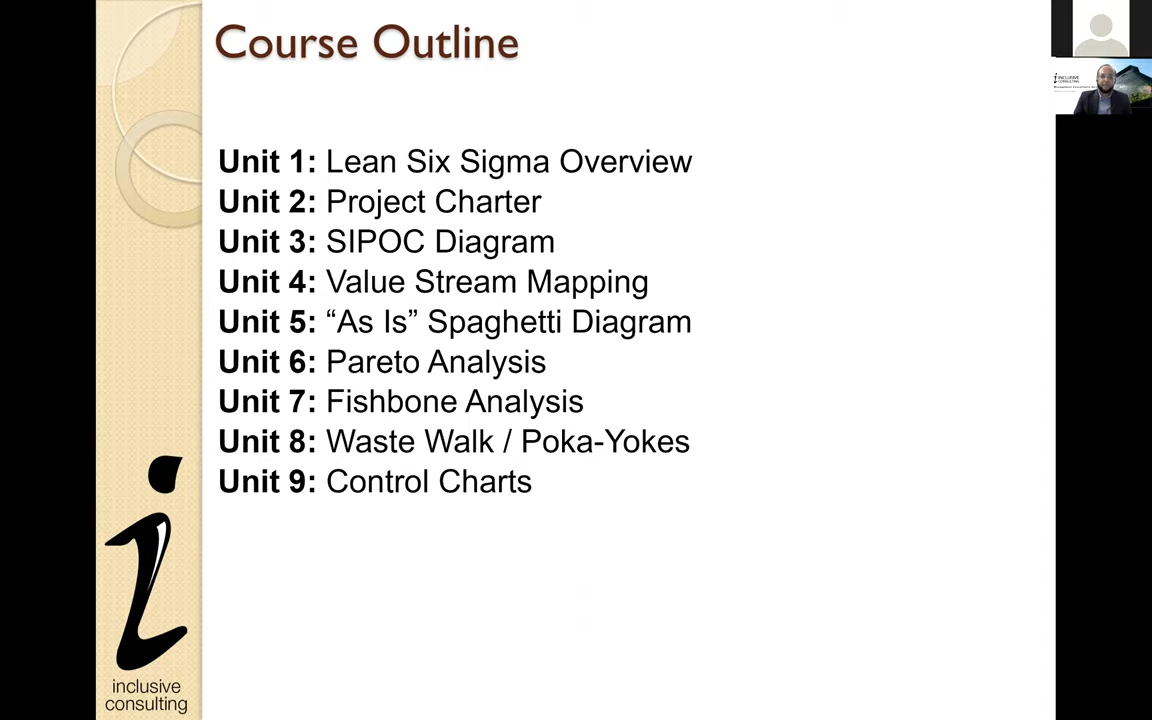 Course Outline
Unit 1: Lean Six Sigma Overview
Unit 2: Project Charter
Unit 3: SIPOC Diagram
Unit 4: Value Stream Mapping
Unit 5: “As Is” Spaghetti Diagram
Unit 6: Pareto Analysis
Unit 7: Fishbone Analysis
Unit 8: Waste Walk / Poka-Yokes
Unit 9: Control Charts
inclusive
consulting
INCLUSIVE
CONSULTING